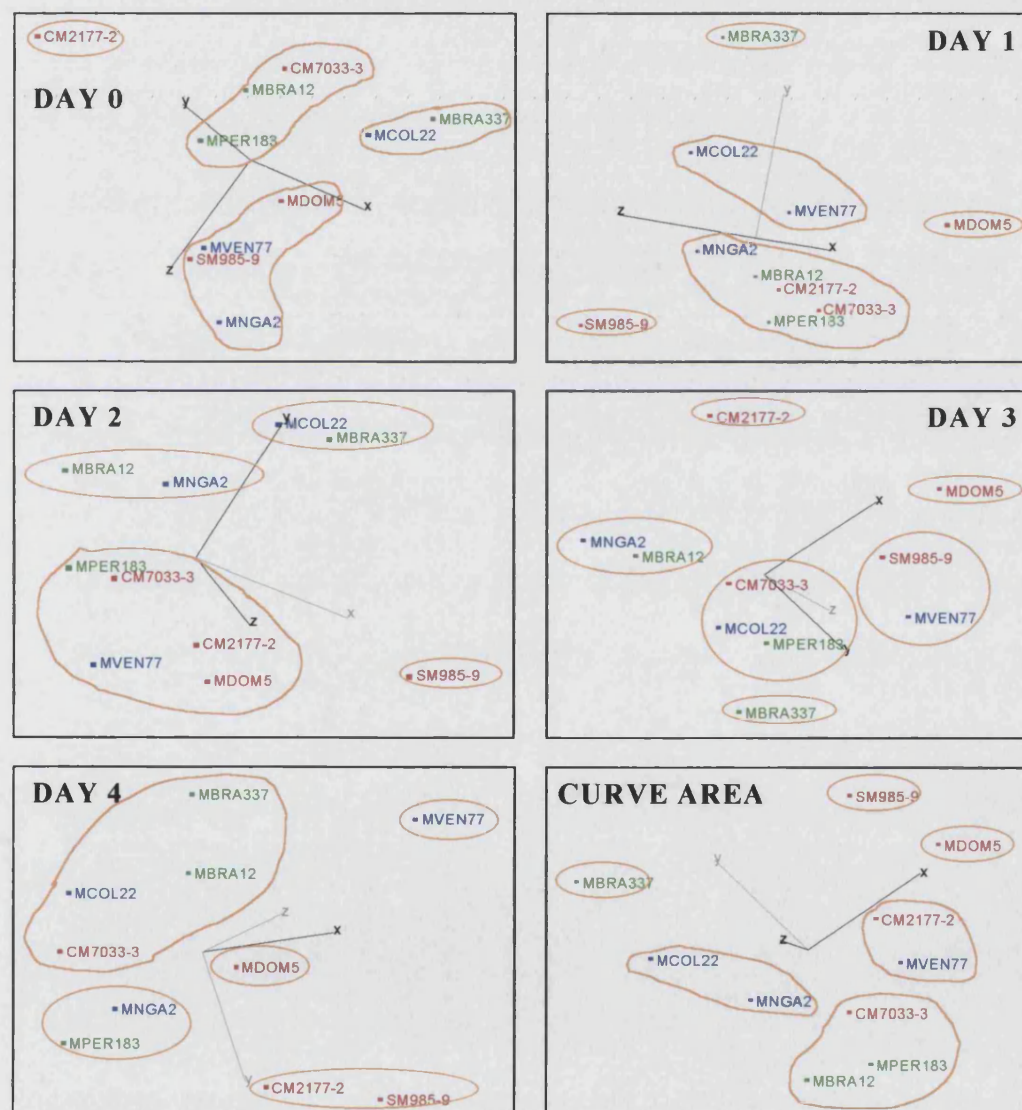 CM2177-2
CM7033-3
DAY 0
MBRA12
y
MBRA337
MCOL22
MPER183
MDOM5
x
MVEN77
SM985-9
z
MNGA2
MBRA337
DAY 1
y
MCOL22
z
MVEN77
MDOM5
MNGA2
x
MBRA12
CM2177-2
CM7033-3
SM985-9
MPER183
DAY 2
y
MCOL22
MBRA337
MBRA12
MNGA2
MPER183
CM7033-3
x
z
CM2177-2
MVEN77
MDOM5
SM985-9
CM2177-2
DAY 3
MDOM5
x
MNGA2
MBRA12
SM985-9
CM7033-3
z
MVEN77
MCOL22
MPER183
y
MBRA337
DAY 4
MBRA337
MVEN77
MBRA12
MCOL22
z
x
CM7033-3
MDOM5
MNGA2
MPER183
y
CM2177-2
SM985-9
CURVE AREA
SM985-9
MDOM5
y
x
MBRA337
CM2177-2
z
MCOL22
MVEN77
MNGA2
CM7033-3
MPER183
MBRA12